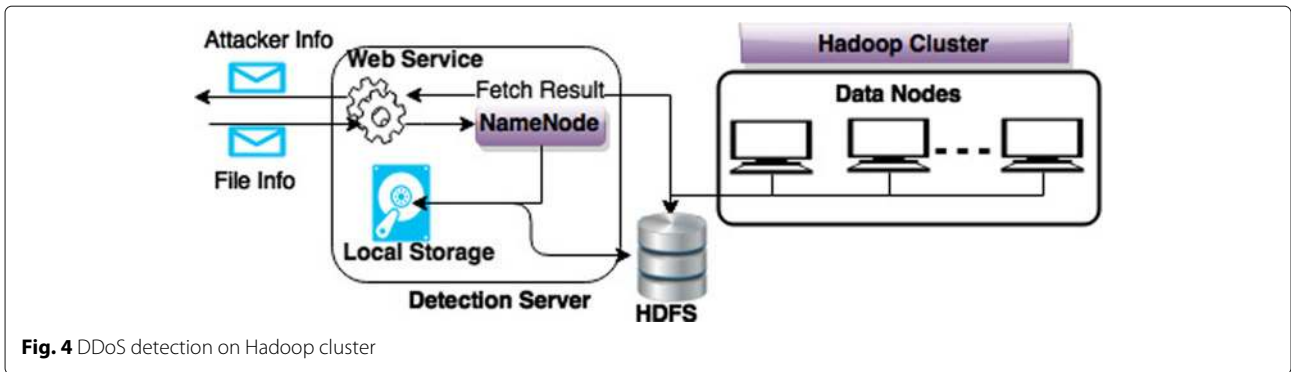 Attacker Info
Web Service
Fetch Result
NameNode
File Info
Local Storage
Detection Server
HDFS
Hadoop Cluster
Data Nodes
Fig. 4 DDoS detection on Hadoop cluster